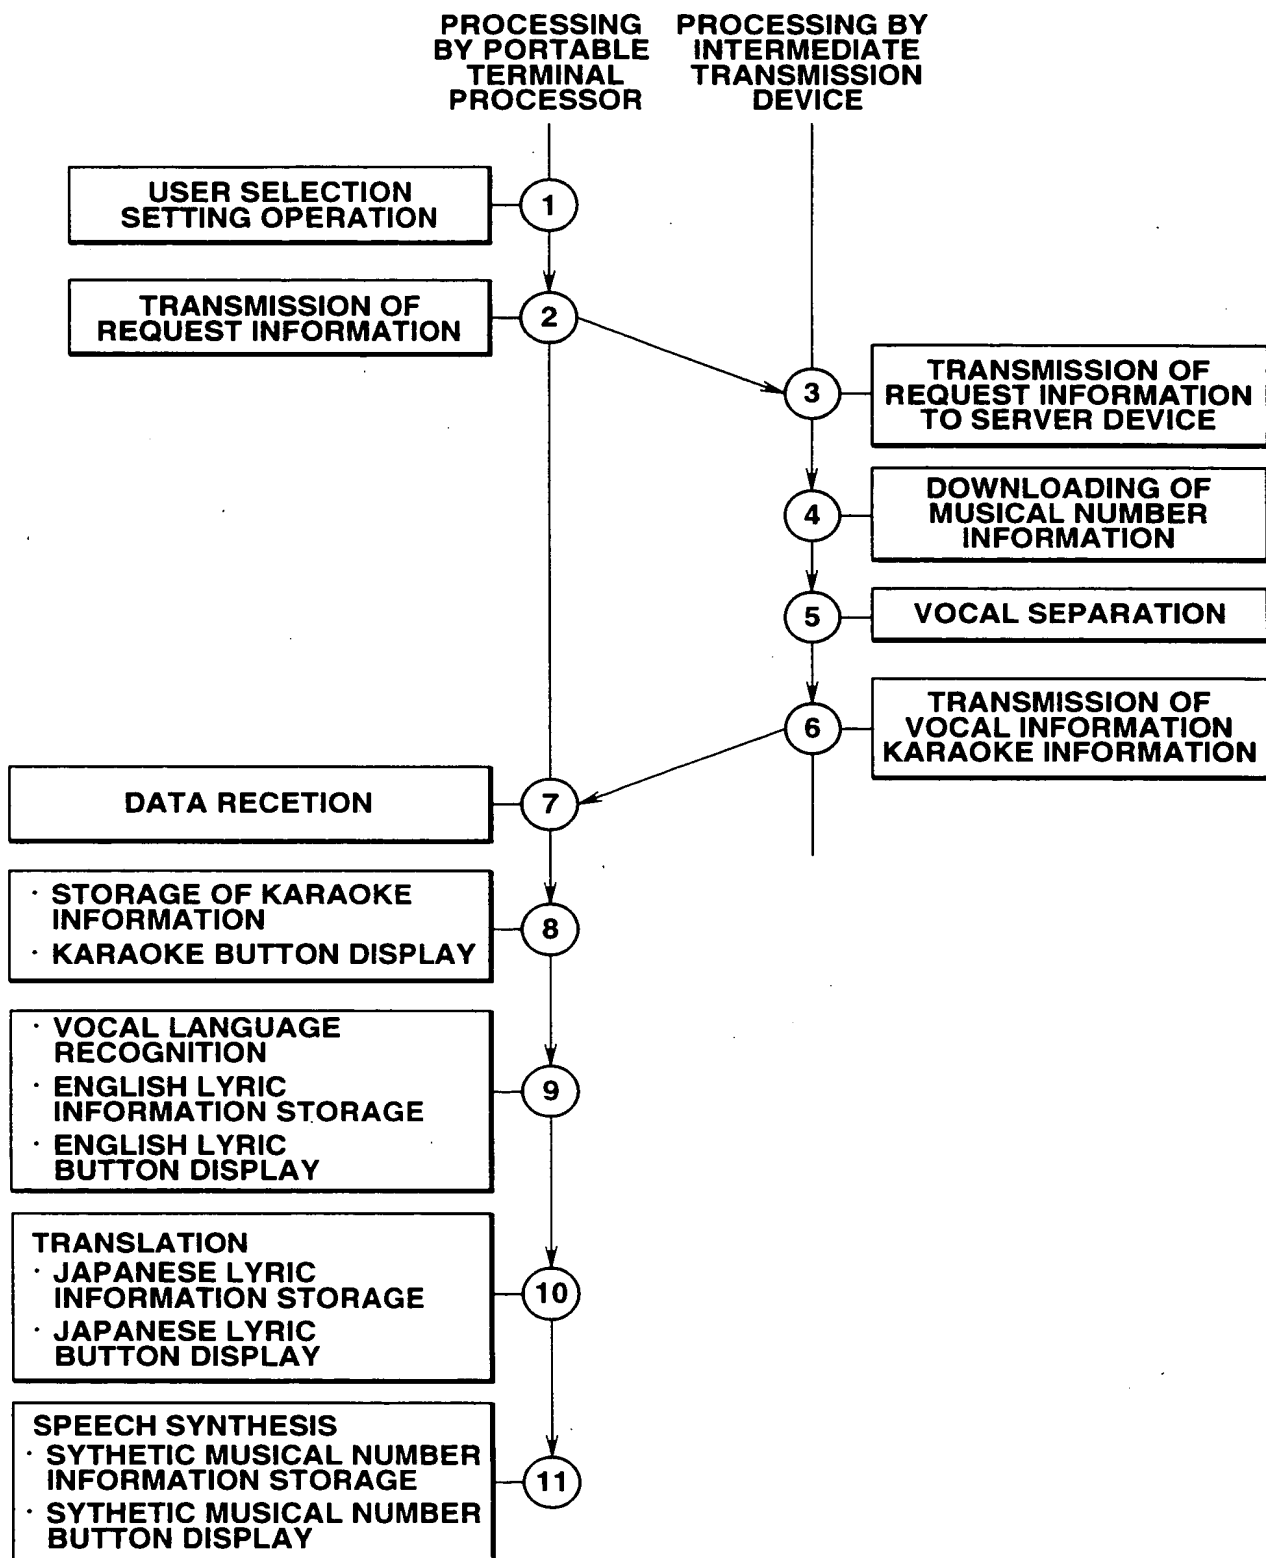 PROCESSING
BY PORTABLE
TERMINAL
PROCESSOR
PROCESSING BY
INTERMEDIATE
TRANSMISSION
DEVICE
USER SELECTION
SETTING OPERATION
1
TRANSMISSION OF
REQUEST INFORMATION
2
3
TRANSMISSION OF
REQUEST INFORMATION
TO SERVER DEVICE
4
DOWNLOADING OF
MUSICAL NUMBER
INFORMATION
5
VOCAL SEPARATION
6
TRANSMISSION OF
VOCAL INFORMATION
KARAOKE INFORMATION
DATA RECETION
7
· STORAGE OF KARAOKE
INFORMATION
· KARAOKE BUTTON DISPLAY
8
· VOCAL LANGUAGE
RECOGNITION
· ENGLISH LYRIC
INFORMATION STORAGE
· ENGLISH LYRIC
BUTTON DISPLAY
9
TRANSLATION
· JAPANESE LYRIC
INFORMATION STORAGE
· JAPANESE LYRIC
BUTTON DISPLAY
10
SPEECH SYNTHESIS
· SYTHETIC MUSICAL NUMBER
INFORMATION STORAGE
· SYTHETIC MUSICAL NUMBER
BUTTON DISPLAY
11